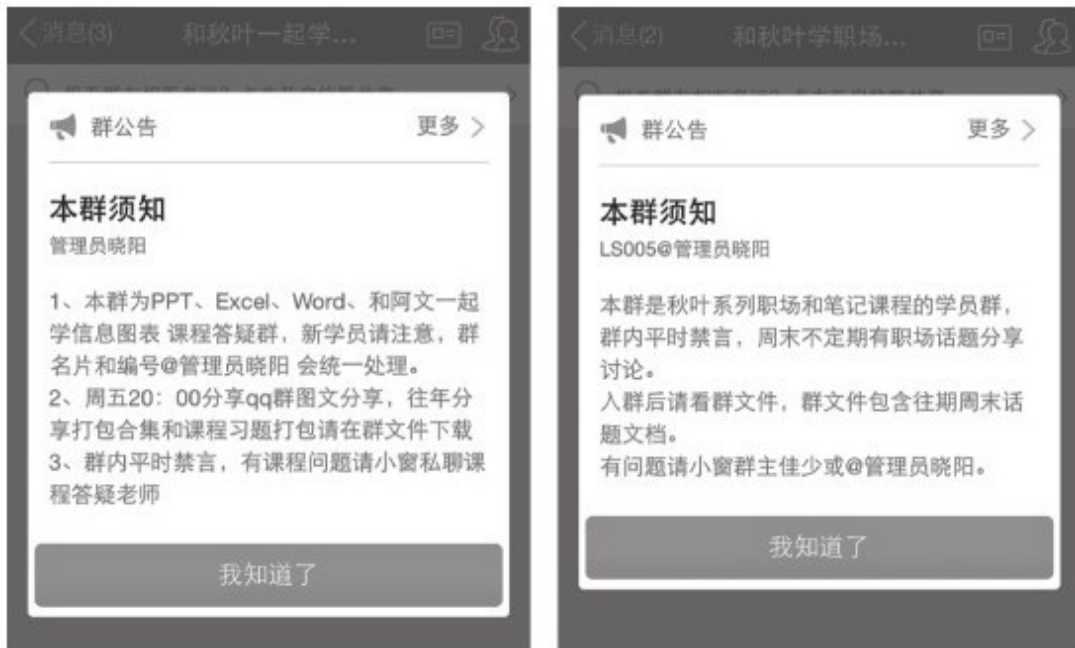 消息(3) 和秋叶一起学...
群公告 更多
本群须知
管理员晓阳
1、本群为PPT、Excel、Word、和阿文一起
学信息图表 课程答疑群，新学员请注意，群
名片和编号@管理员晓阳 会统一处理。
2、周五20：00分享qq群图文分享，往年分
享打包合集和课程习题打包请在群文件下载
3、群内平时禁言，有课程问题请小窗私聊课
程答疑老师
我知道了
消息(2) 和秋叶学职场...
群公告 更多
本群须知
LS005@管理员晓阳
本群是秋叶系列职场和笔记课程的学员群，
群内平时禁言，周末不定期有职场话题分享
讨论。
入群后请看群文件，群文件包含往期周末话
题文档。
有问题请小窗群主佳少或@管理员晓阳。
我知道了